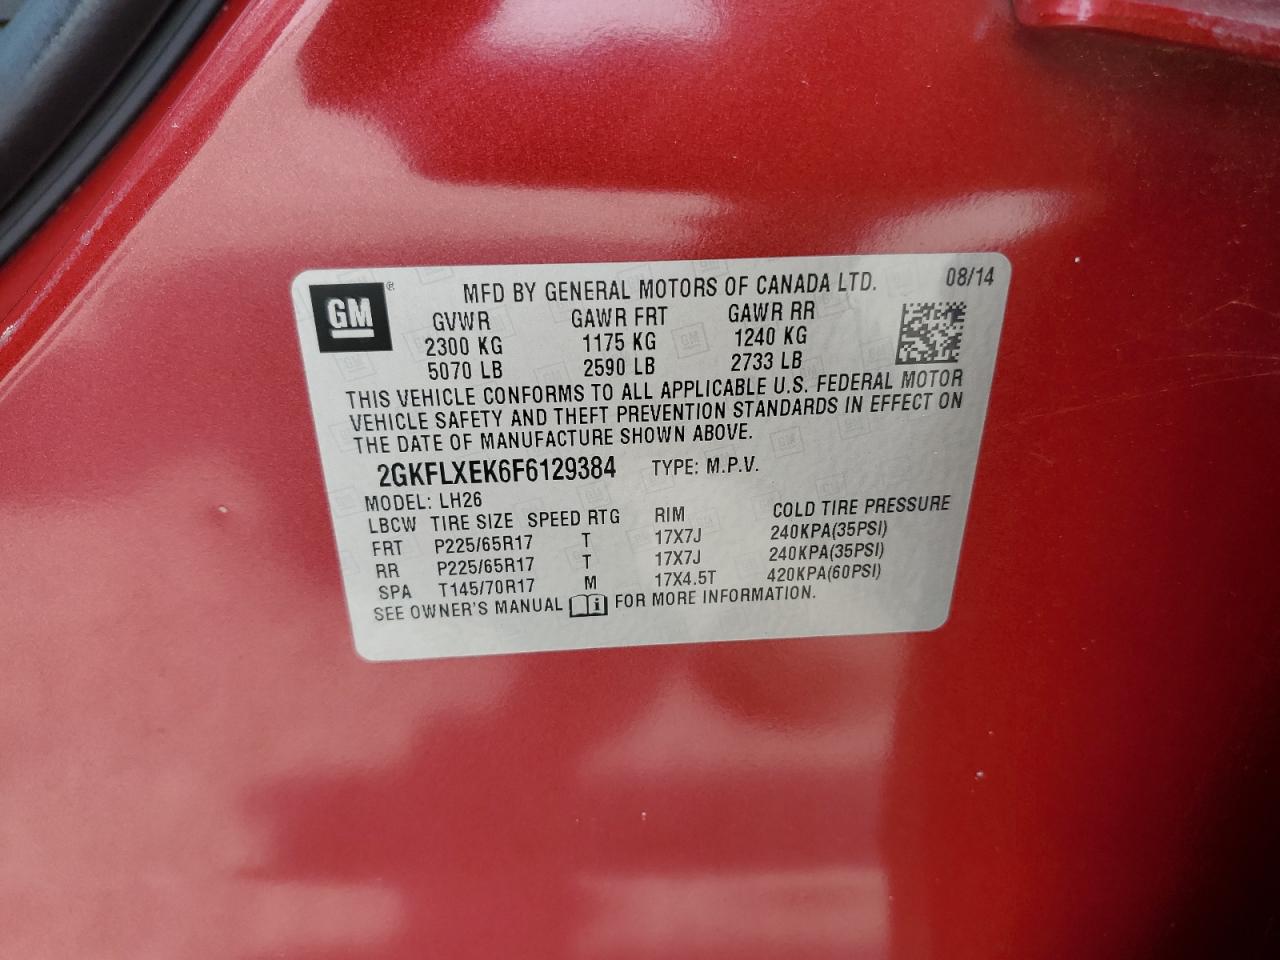 GM ®
MFD BY GENERAL MOTORS OF CANADA LTD. 08/14
GVWR GAWR FRT GAWR RR
2300 KG 1175 KG 1240 KG
5070 LB 2590 LB 2733 LB
THIS VEHICLE CONFORMS TO ALL APPLICABLE U.S. FEDERAL MOTOR
VEHICLE SAFETY AND THEFT PREVENTION STANDARDS IN EFFECT ON
THE DATE OF MANUFACTURE SHOWN ABOVE.
2GKFLXEK6F6129384 TYPE: M.P.V.
MODEL: LH26
LBCW TIRE SIZE SPEED RTG RIM COLD TIRE PRESSURE
FRT P225/65R17 T 17X7J 240KPA(35PSI)
RR P225/65R17 T 17X7J 240KPA(35PSI)
SPA T145/70R17 M 17X4.5T 420KPA(60PSI)
SEE OWNER'S MANUAL i FOR MORE INFORMATION.